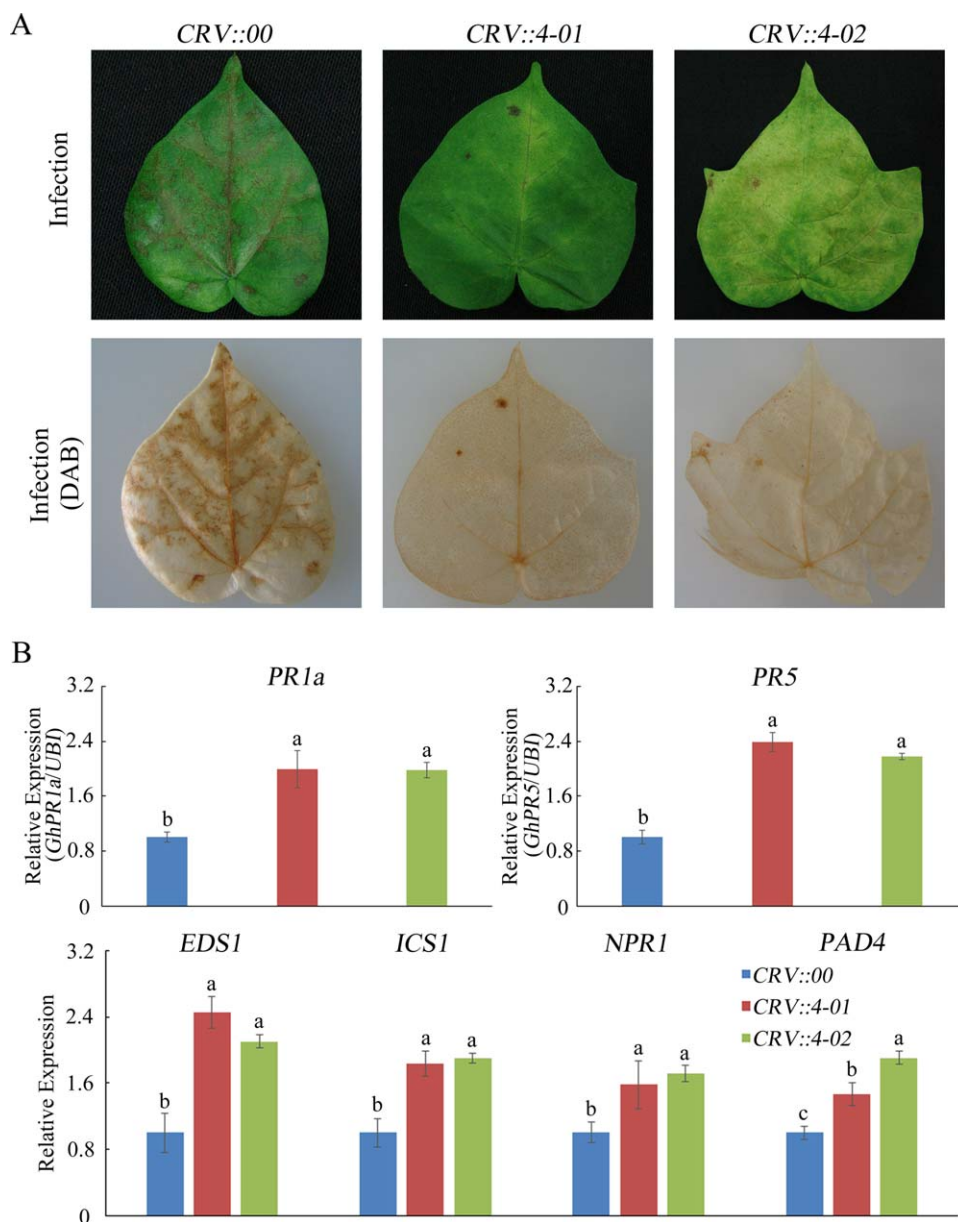 A
CRV::00 CRV::4-01 CRV::4-02
Infection
Infection
(DAB)
B
PR1a
Relative Expression
(GhPR1a/UBI)
3.2
2.4
1.6
0.8
0
b a a
PR5
Relative Expression
(GhPR5/UBI)
3.2
2.4
1.6
0.8
0
b a a
EDS1 ICS1 NPR1 PAD4
Relative Expression
3.2
2.4
1.6
0.8
0
b a a b a a b a a c b a
CRV::00
CRV::4-01
CRV::4-02